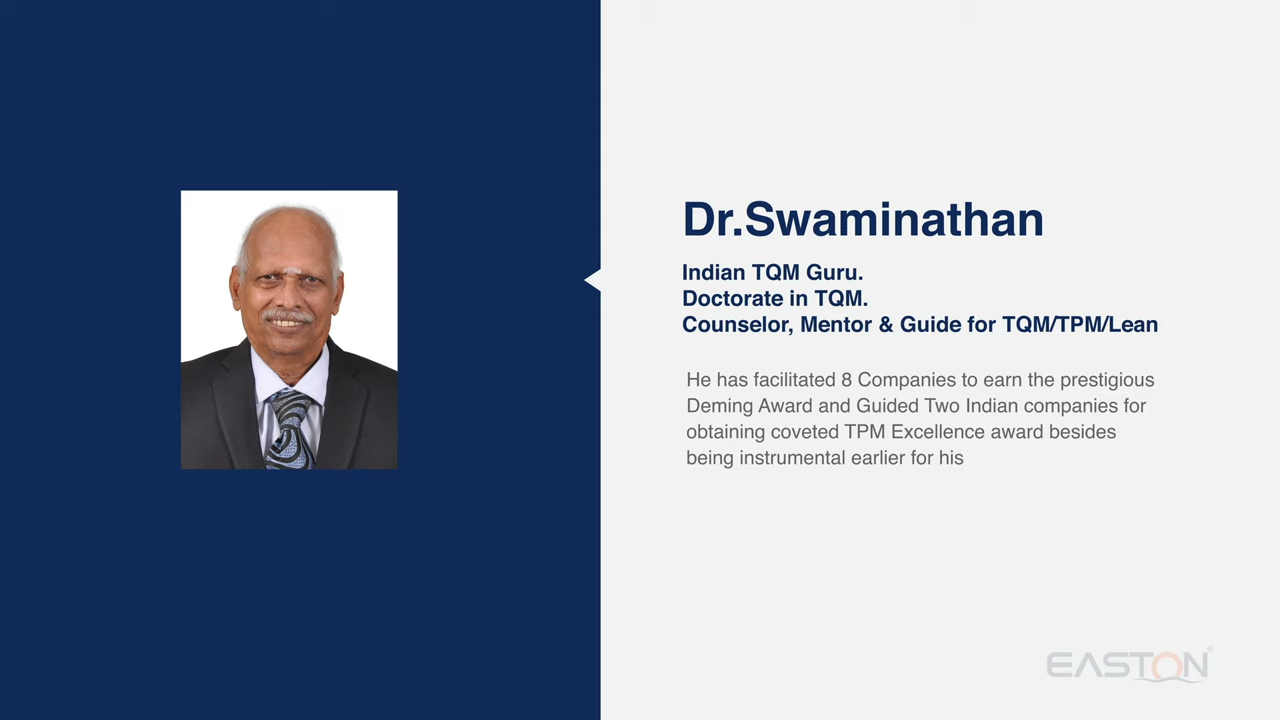 Dr.Swaminathan
Indian TQM Guru.
Doctorate in TQM.
Counselor, Mentor & Guide for TQM/TPM/Lean
He has facilitated 8 Companies to earn the prestigious
Deming Award and Guided Two Indian companies for
obtaining coveted TPM Excellence award besides
being instrumental earlier for his
EASTON®